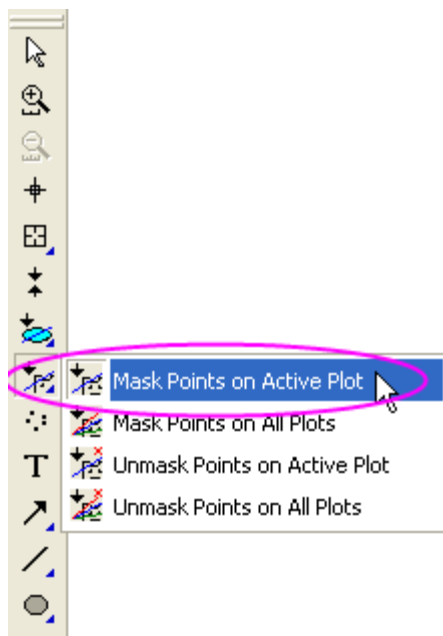 Mask Points on Active Plot
Mask Points on All Plots
T
Unmask Points on Active Plot
Unmask Points on All Plots